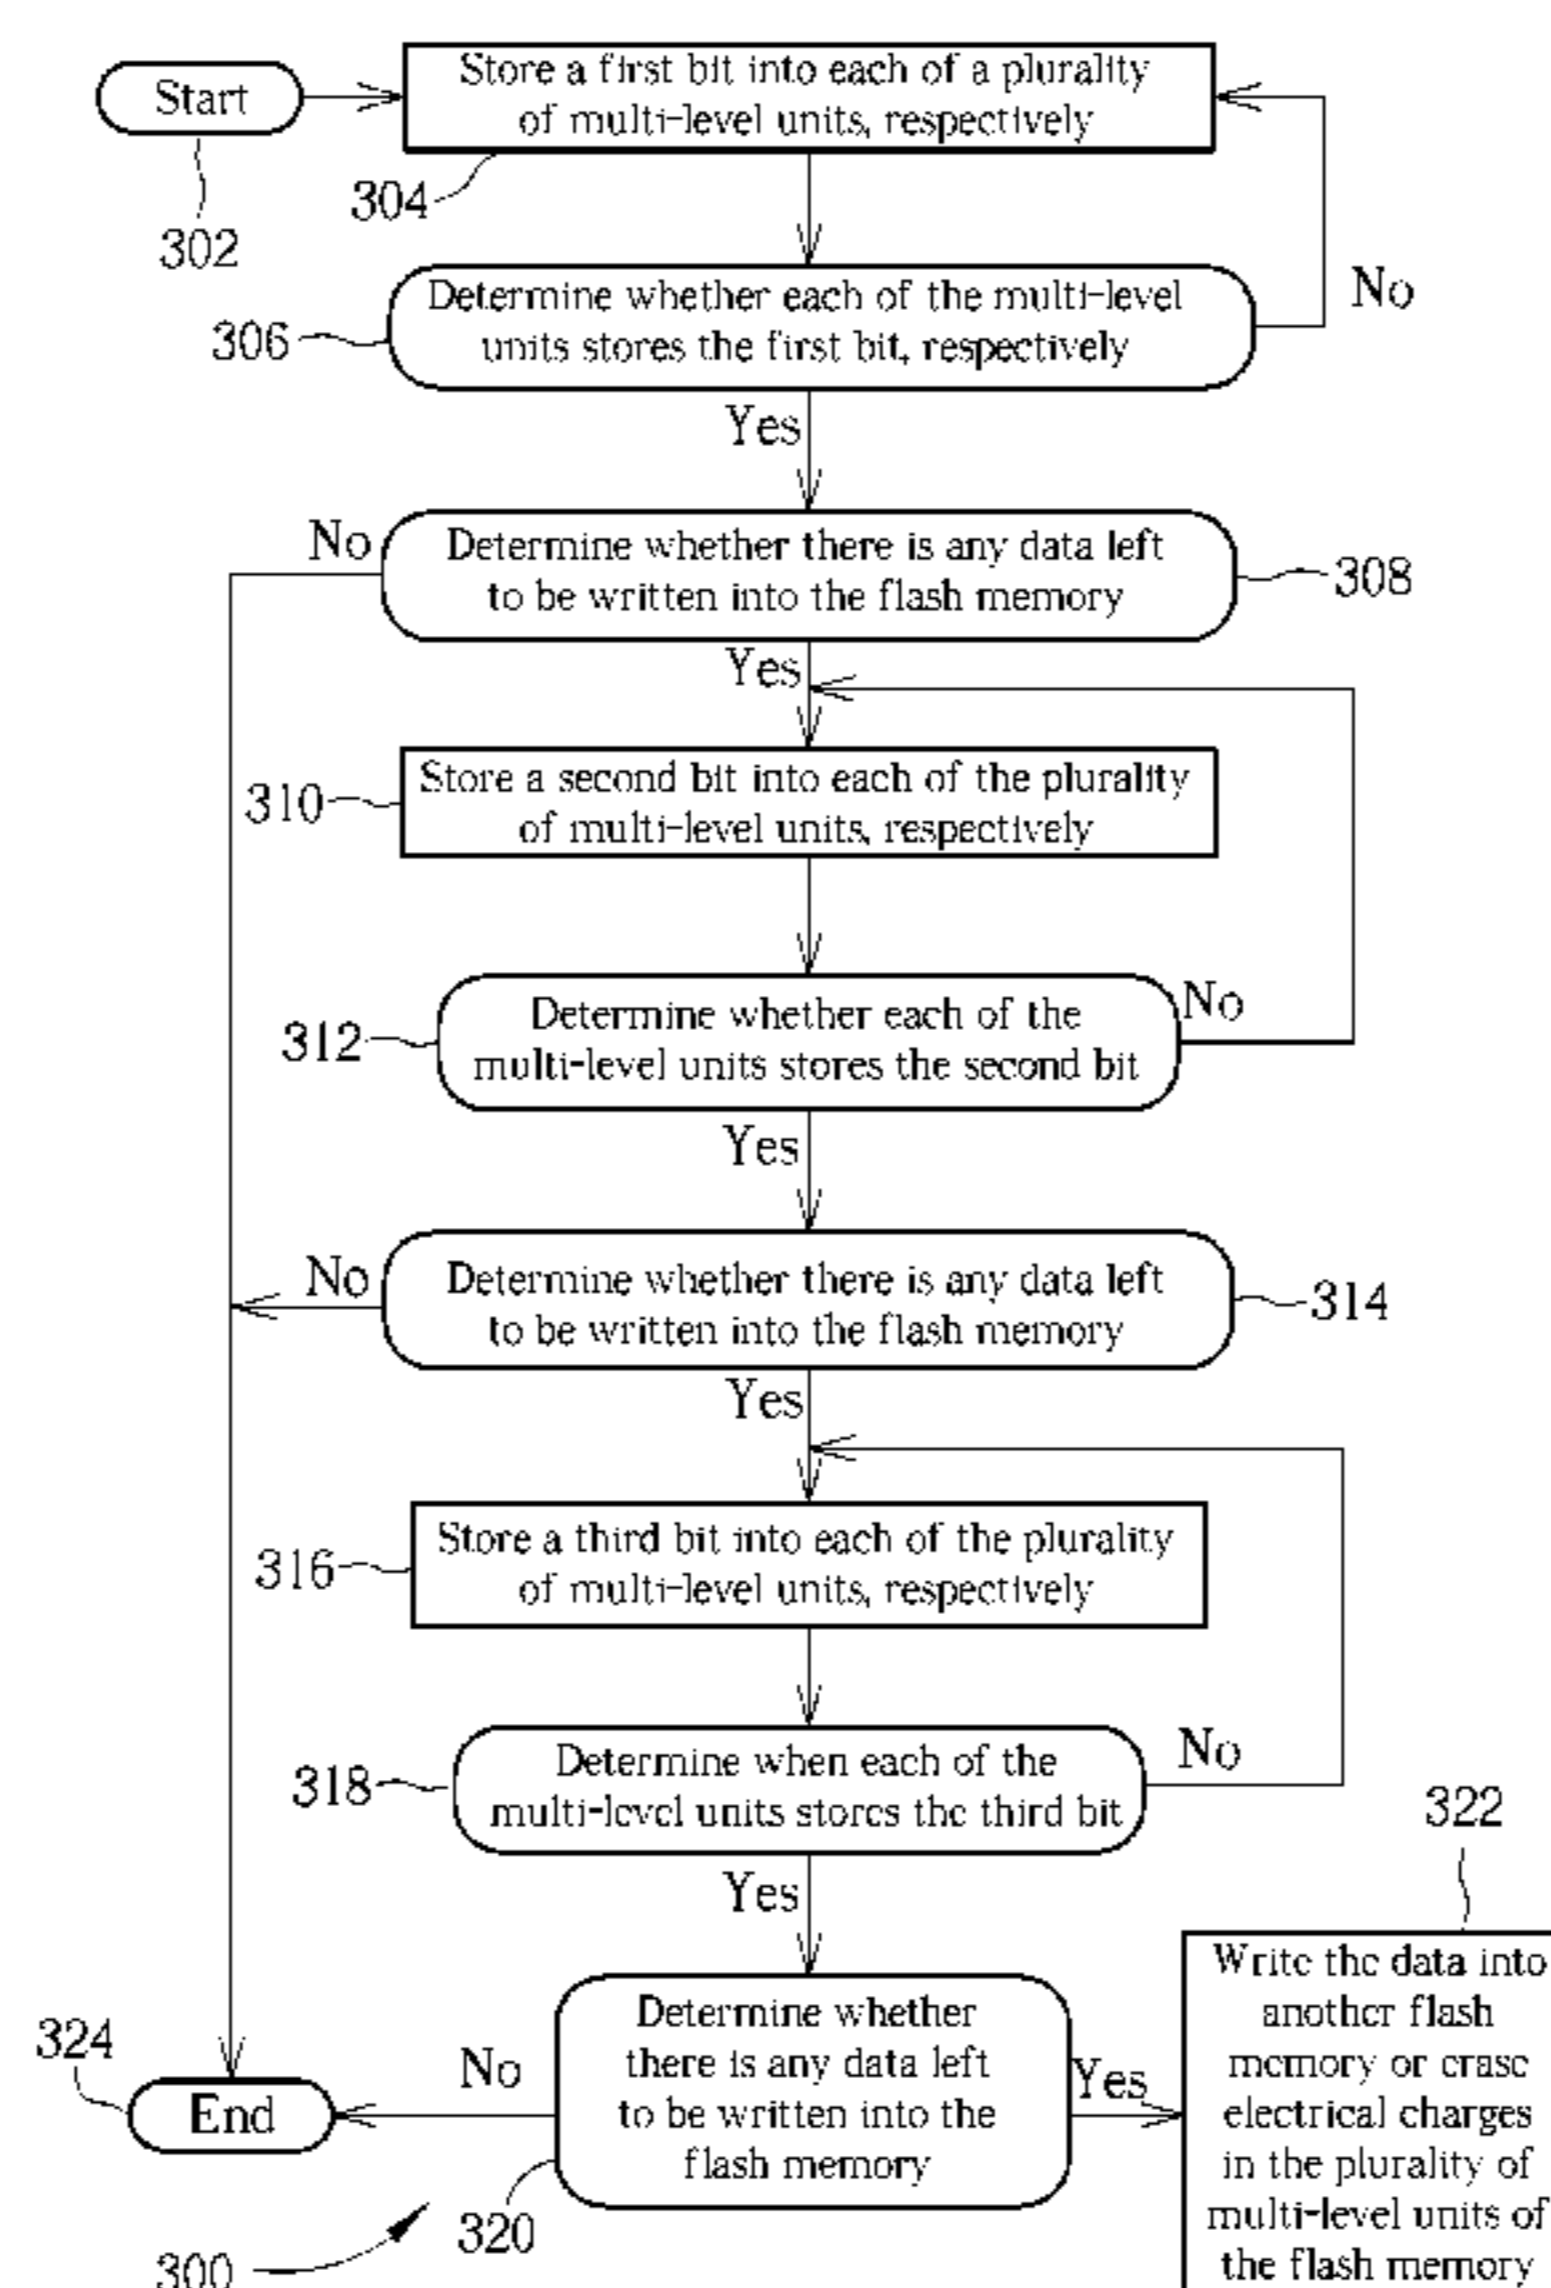 Start
302
Store a first bit into each of a plurality
of multi-level units, respectively
304
Determine whether each of the multi-level
units stores the first bit, respectively
306
No
Yes
Determine whether there is any data left
to be written into the flash memory
308
No
Yes
Store a second bit into each of the plurality
of multi-level units, respectively
310
Determine whether each of the
multi-level units stores the second bit
312
No
Yes
Determine whether there is any data left
to be written into the flash memory
314
No
Yes
Store a third bit into each of the plurality
of multi-level units, respectively
316
Determine when each of the
multi-level units stores the third bit
318
No
Yes
Determine whether
there is any data left
to be written into the
flash memory
320
No
Yes
End
324
322
Write the data into
another flash
memory or erase
electrical charges
in the plurality of
multi-level units of
the flash memory
300